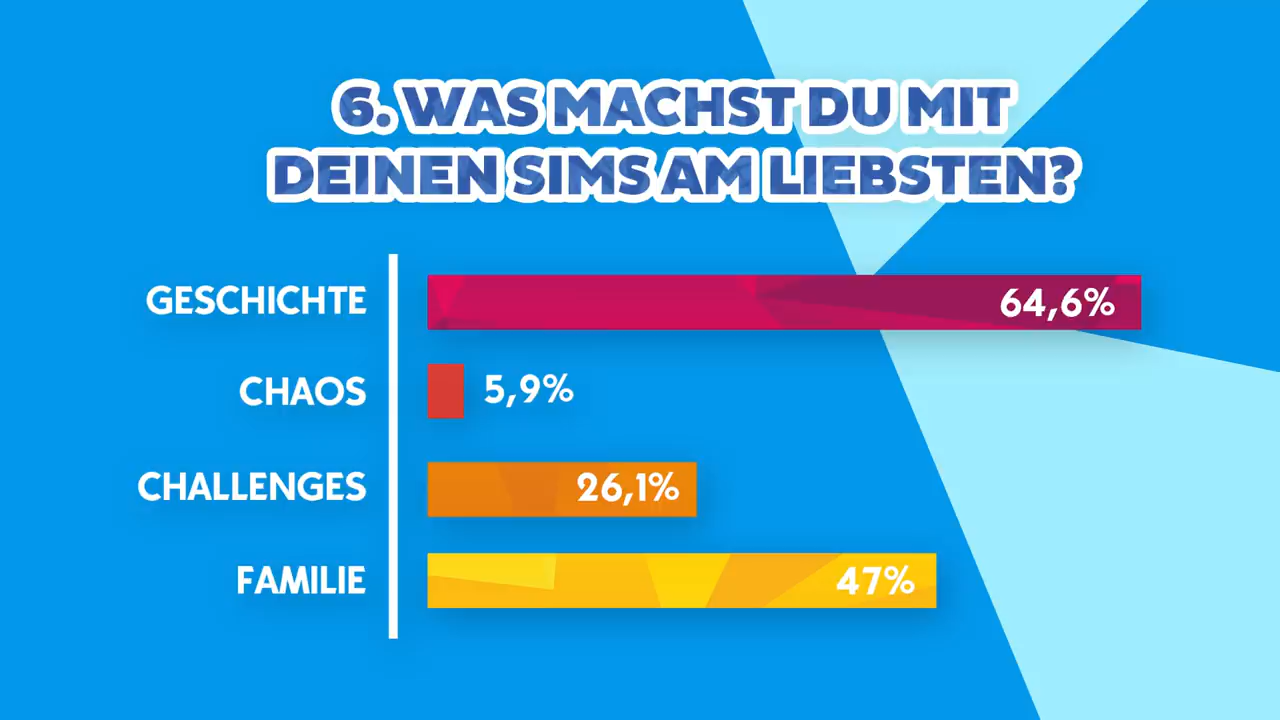 6. WAS MACHST DU MIT
DEINEN SIMS AM LIEBSTEN?
GESCHICHTE 64,6%
CHAOS 5,9%
CHALLENGES 26,1%
FAMILIE 47%